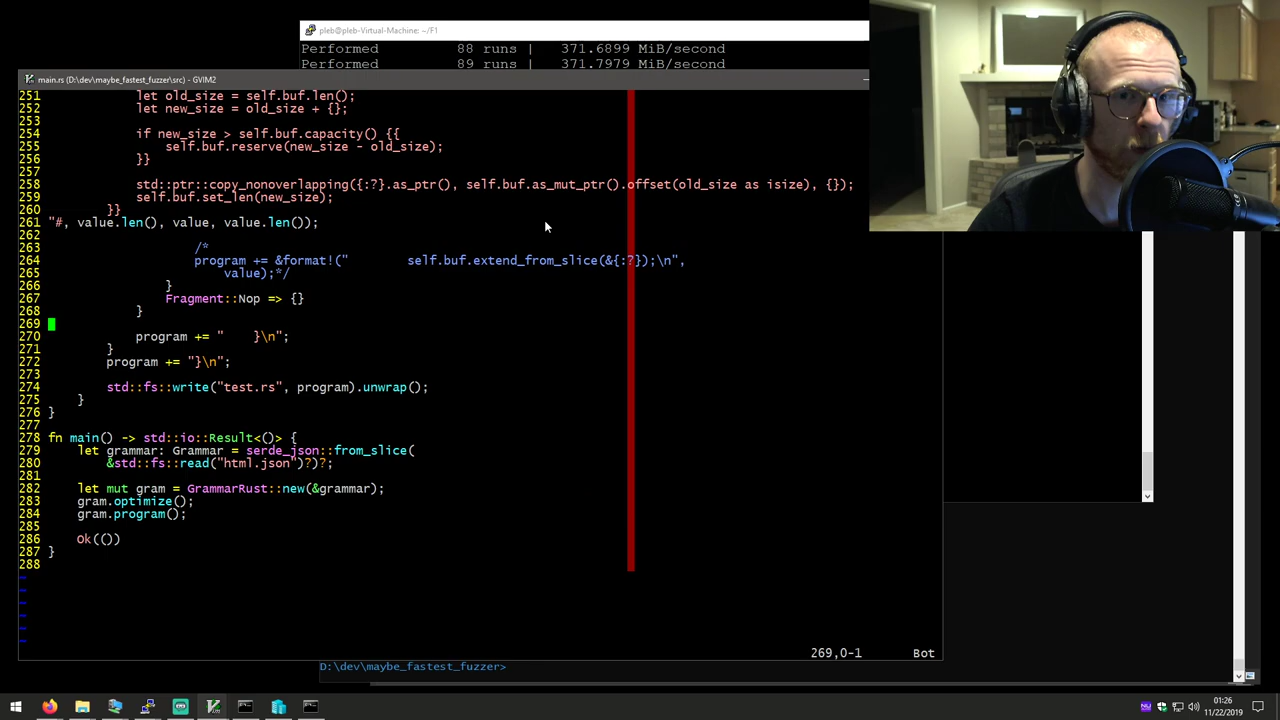 pleb@pleb-Virtual-Machine: ~/F1
Performed 88 runs | 371.6899 MiB/second
Performed 89 runs | 371.7979 MiB/second
main.rs (D:\dev\maybe_fastest_fuzzer\src) - GVIM2
251 let old_size = self.buf.len();
252 let new_size = old_size + {};
253
254 if new_size > self.buf.capacity() {{
255 self.buf.reserve(new_size - old_size);
256 }}
257
258 std::ptr::copy_nonoverlapping({:?}.as_ptr(), self.buf.as_mut_ptr().offset(old_size as isize), {});
259 self.buf.set_len(new_size);
260 }}
261 "#, value.len(), value, value.len());
262
263 /*
264 program += &format!(" self.buf.extend_from_slice(&{:?});\n",
265 value);*/
266 }
267 Fragment::Nop => {}
268 }
269
270 program += " }\n";
271 }
272 program += "}\n";
273
274 std::fs::write("test.rs", program).unwrap();
275 }
276 }
277
278 fn main() -> std::io::Result<()> {
279 let grammar: Grammar = serde_json::from_slice(
280 &std::fs::read("html.json")?)?;
281
282 let mut gram = GrammarRust::new(&grammar);
283 gram.optimize();
284 gram.program();
285
286 Ok(())
287 }
288
~
~
~
~
~
~
269,0-1 Bot
D:\dev\maybe_fastest_fuzzer>
01:26
11/22/2019